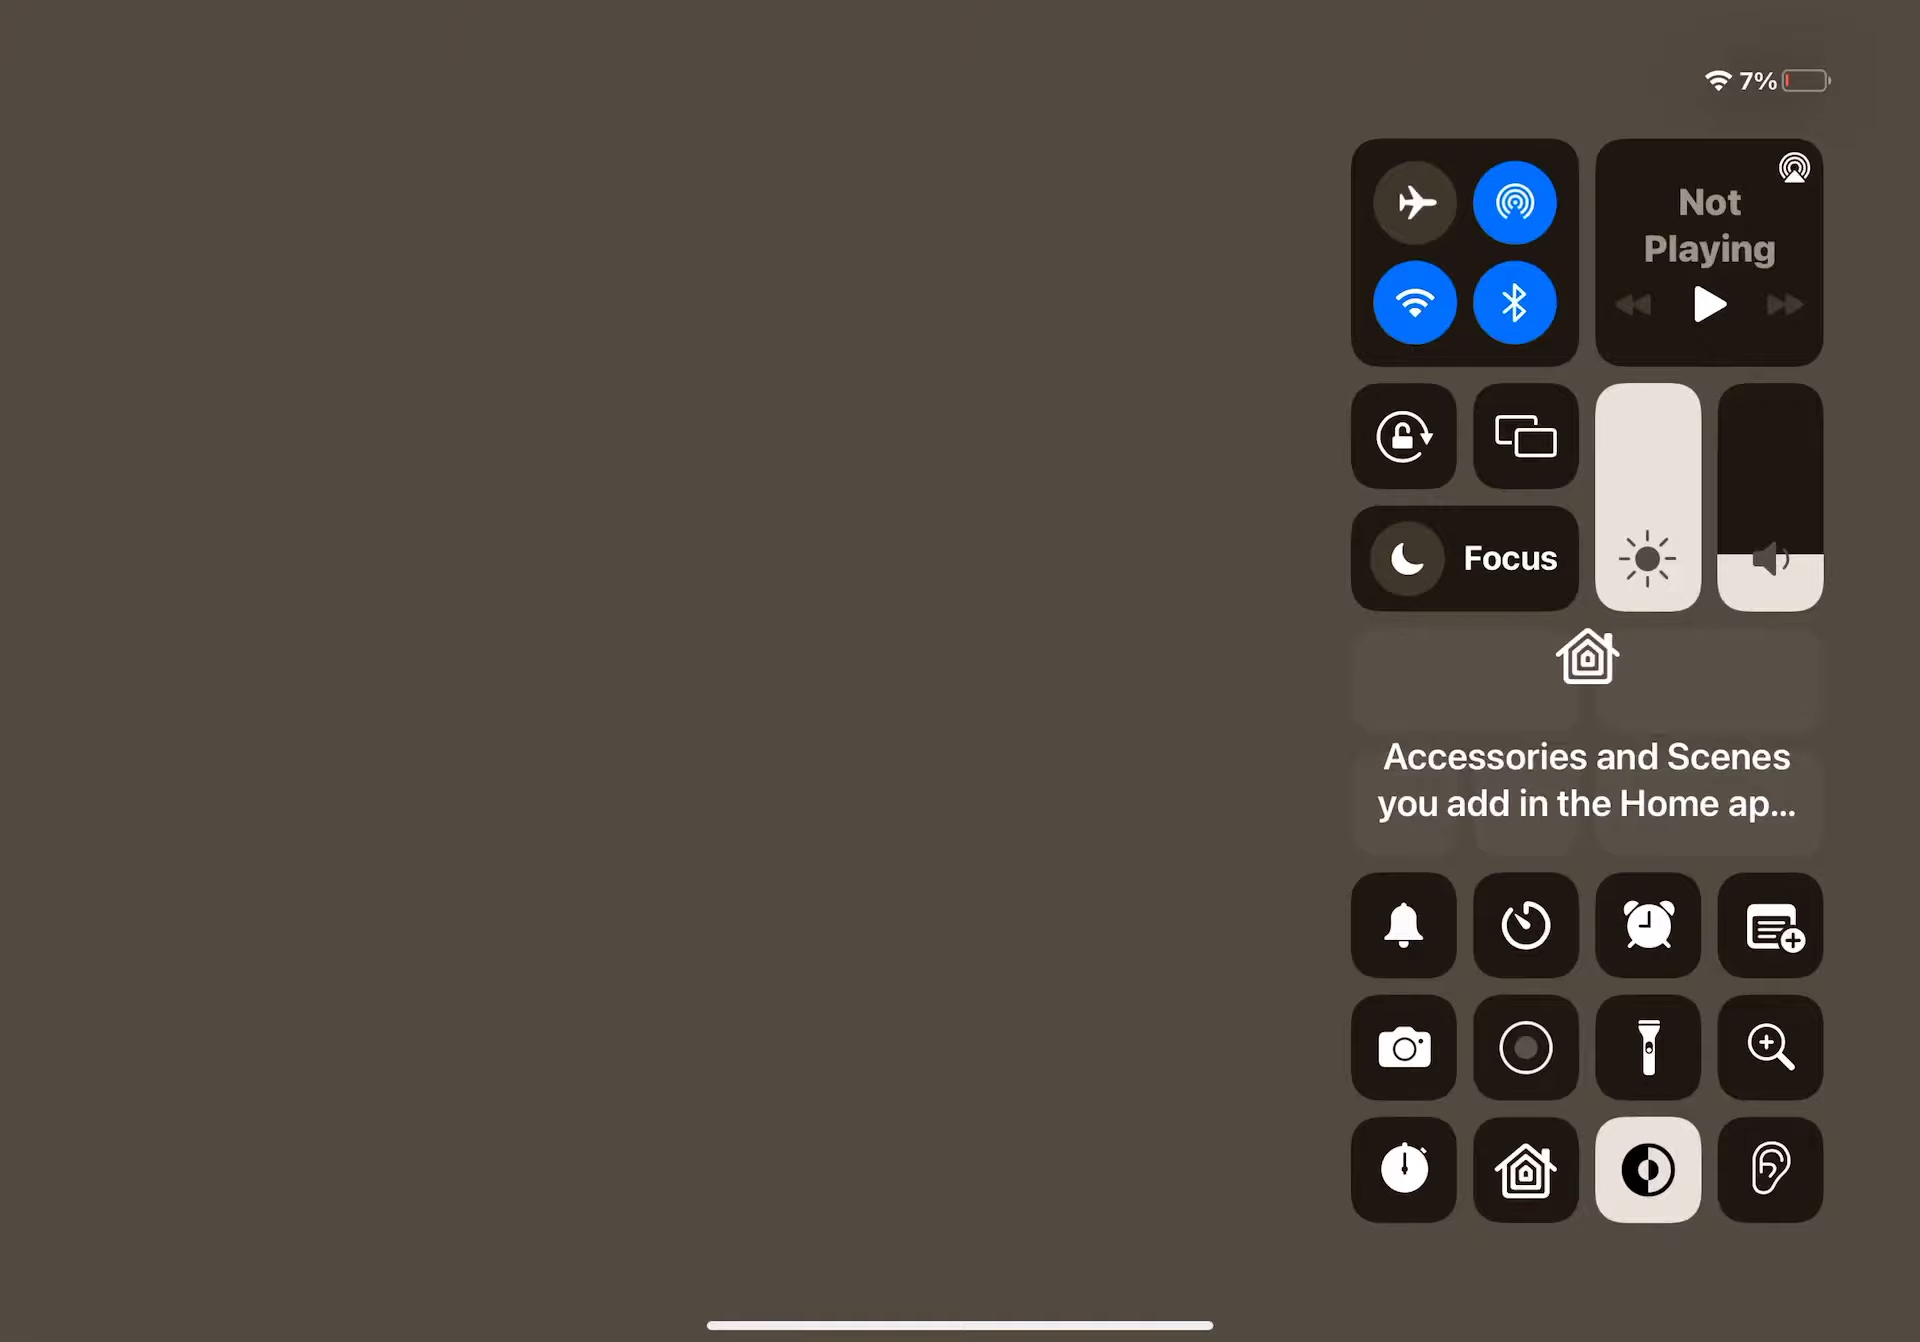 7%
Not
Playing
Focus
Accessories and Scenes
you add in the Home ap...